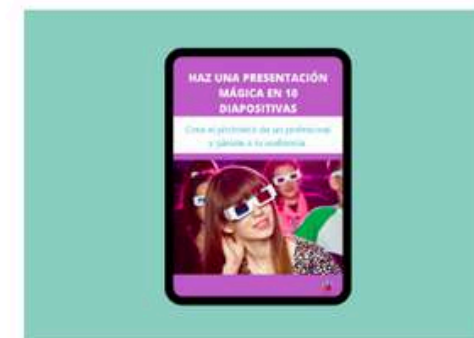 HAZ UNA PRESENTACIÓN
MÁGICA EN 10
DIAPOSITIVAS
Crea el de un profesional
y a tu audiencia